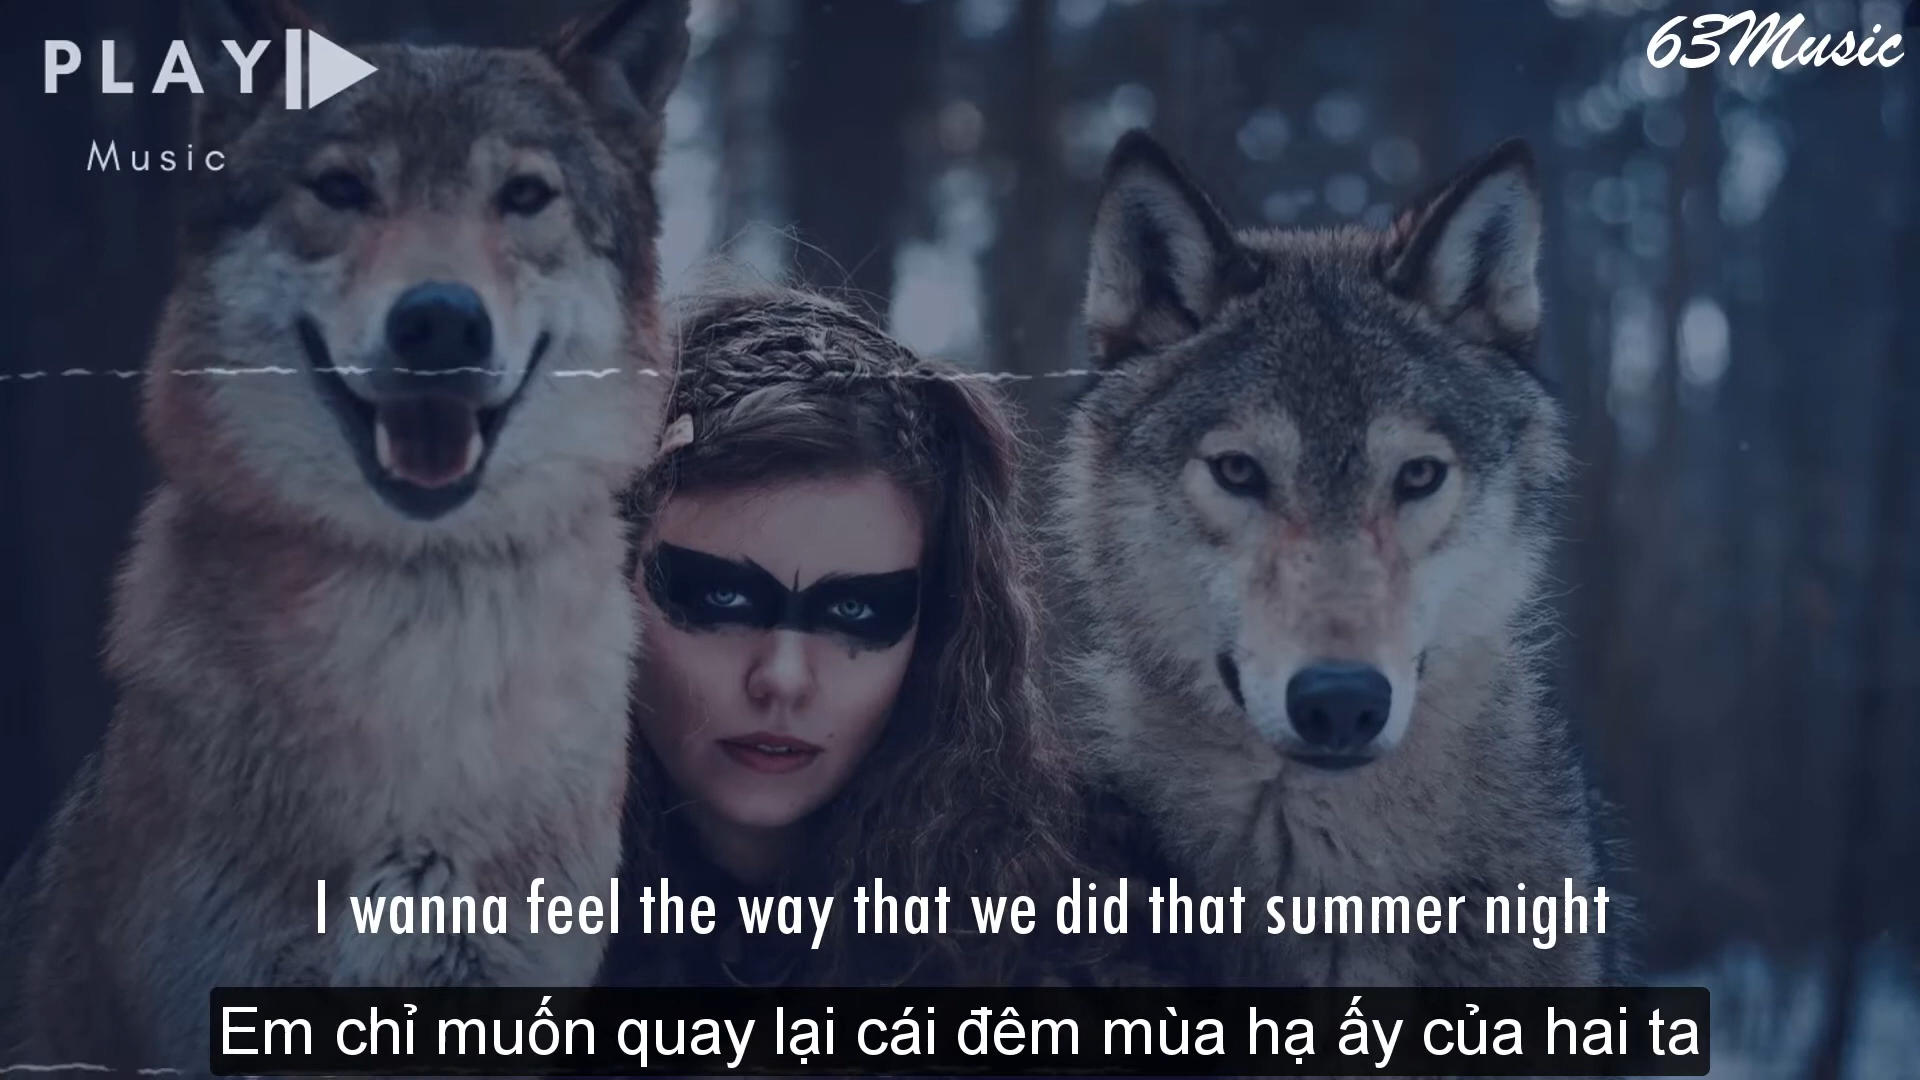 PLAY
Music
63Music
I wanna feel the way that we did that summer night
Em chỉ muốn quay lại cái đêm mùa hạ ấy của hai ta